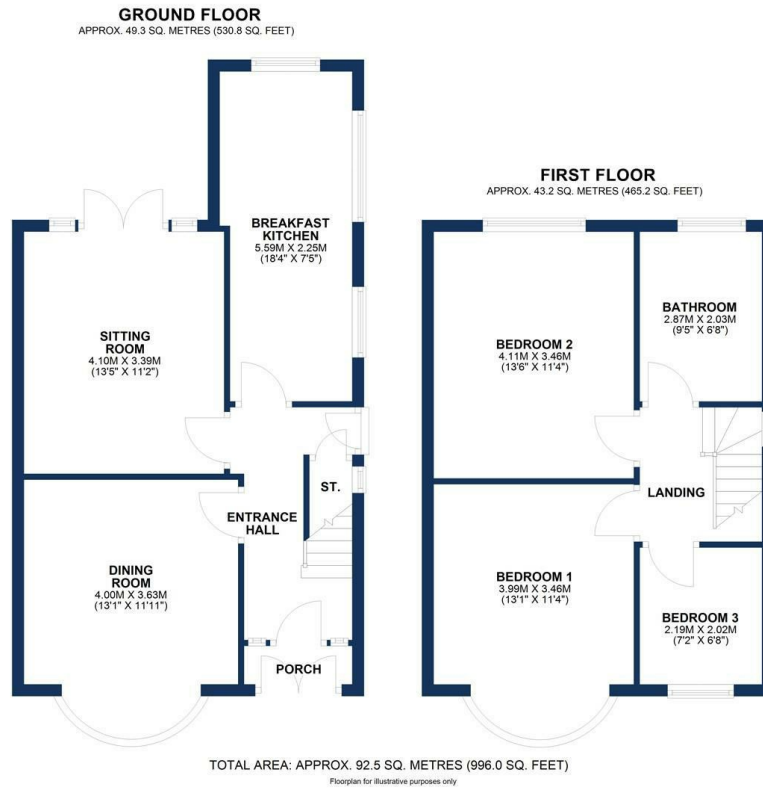 GROUND FLOOR
APPROX. 49.3 SQ. METRES (530.8 SQ. FEET)
BREAKFAST
KITCHEN
5.59M X 2.25M
(18'4" X 7'5")
SITTING
ROOM
4.10M X 3.39M
(13'5" X 11'2")
ST.
ENTRANCE
HALL
DINING
ROOM
4.00M X 3.63M
(13'1" X 11'11")
PORCH
FIRST FLOOR
APPROX. 43.2 SQ. METRES (465.2 SQ. FEET)
BATHROOM
2.87M X 2.03M
(9'5" X 6'8")
BEDROOM 2
4.11M X 3.46M
(13'6" X 11'4")
LANDING
BEDROOM 1
3.99M X 3.46M
(13'1" X 11'4")
BEDROOM 3
2.19M X 2.02M
(7'2" X 6'8")
TOTAL AREA: APPROX. 92.5 SQ. METRES (996.0 SQ. FEET)
Floorplan for illustrative purposes only